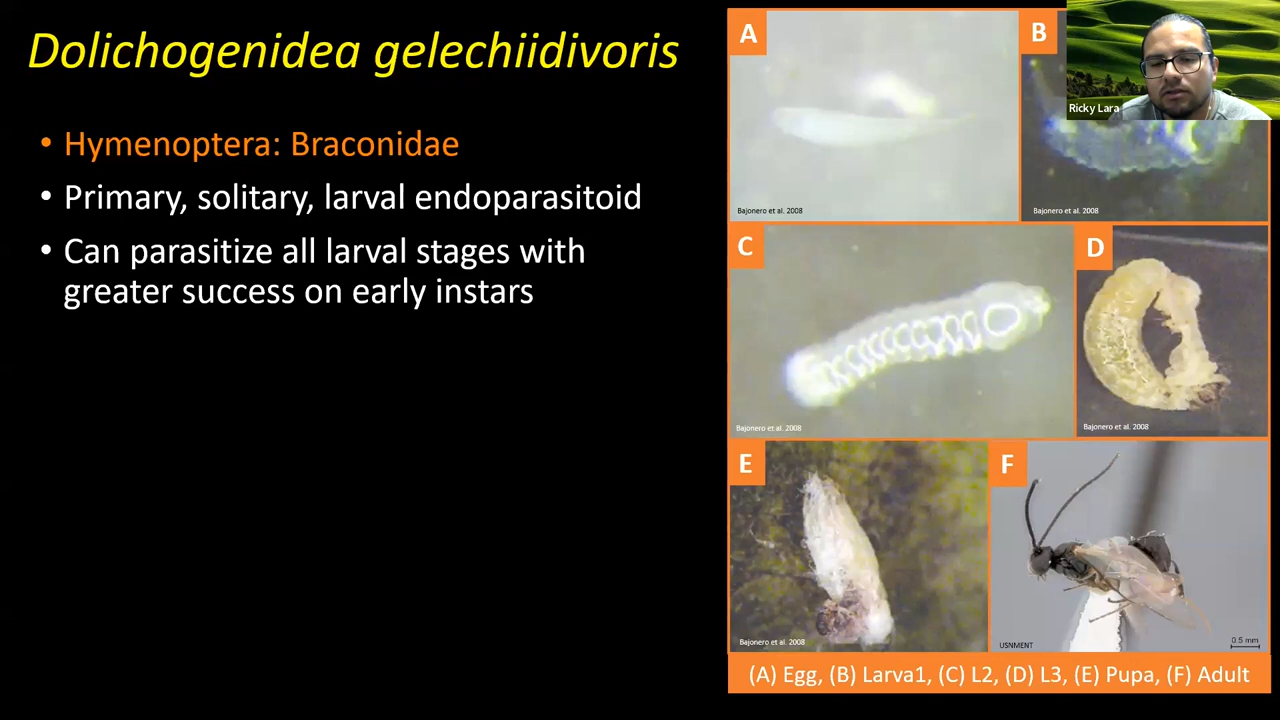 Dolichogenidea gelechiidivoris
• Hymenoptera: Braconidae
• Primary, solitary, larval endoparasitoid
• Can parasitize all larval stages with
greater success on early instars
A
Bajonero et al. 2008
B
Bajonero et al. 2008
Ricky Lara
C
Bajonero et al. 2008
D
Bajonero et al. 2008
E
Bajonero et al. 2008
F
USNMENT
0.5 mm
(A) Egg, (B) Larva1, (C) L2, (D) L3, (E) Pupa, (F) Adult